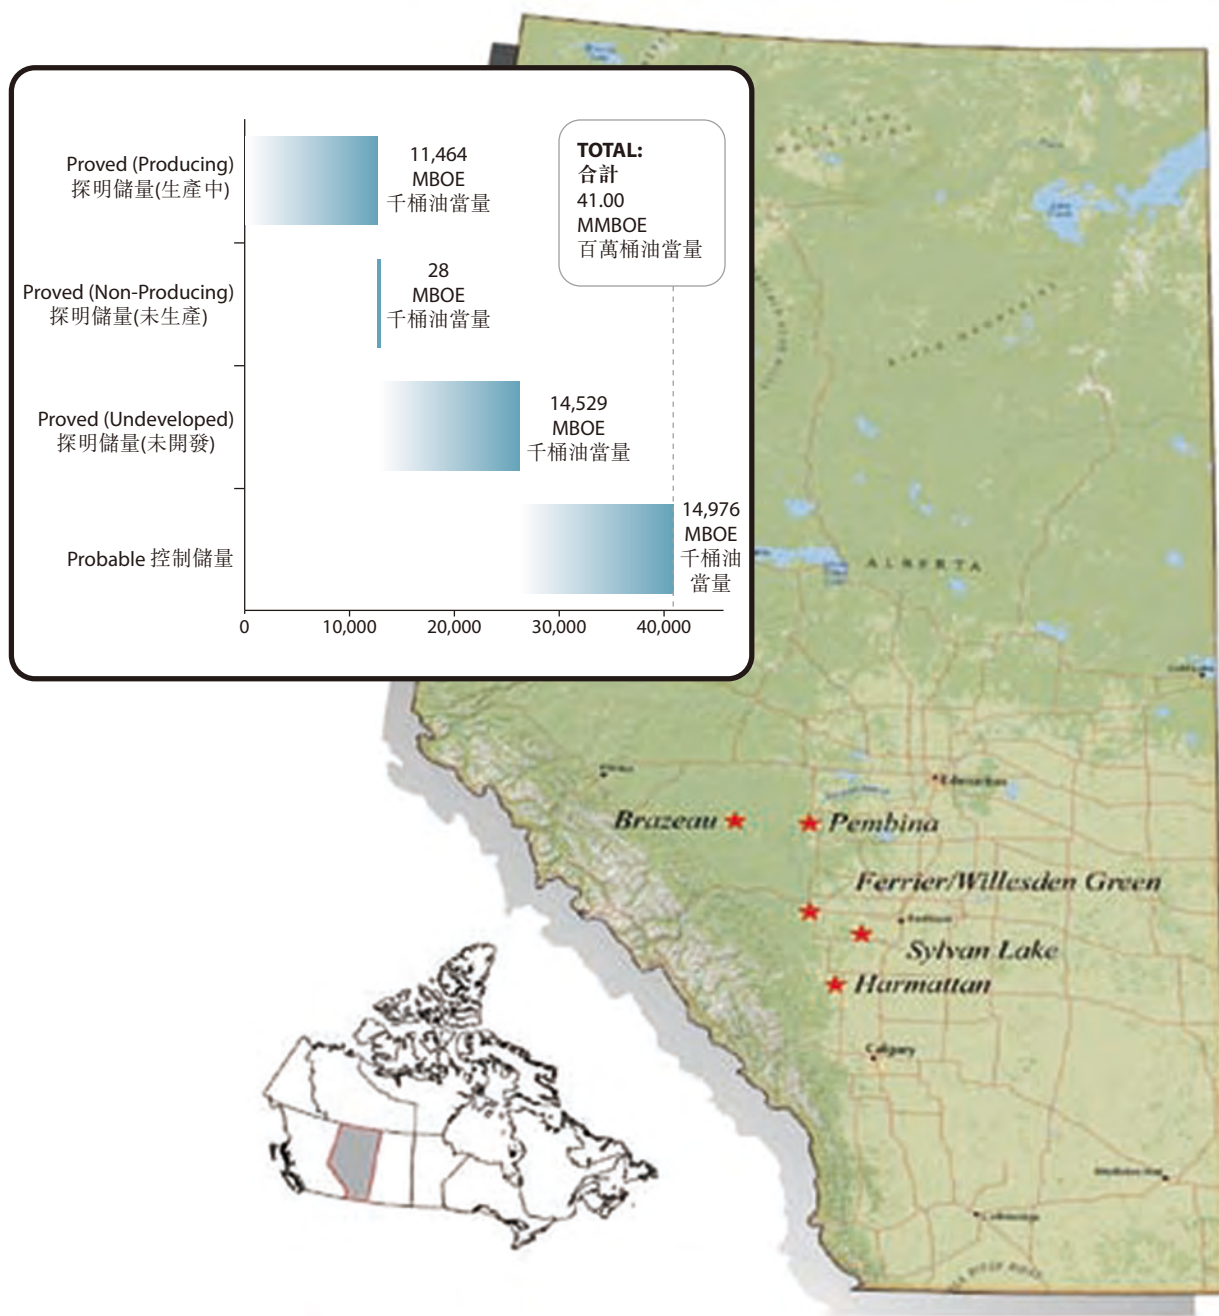 Proved (Producing)
探明儲量(生產中)
11,464
MBOE
千桶油當量
TOTAL:
合計
41.00
MMBOE
百萬桶油當量
Proved (Non-Producing)
探明儲量(未生產)
28
MBOE
千桶油當量
Proved (Undeveloped)
探明儲量(未開發)
14,529
MBOE
千桶油當量
Probable 控制儲量
14,976
MBOE
千桶油
當量
0
10,000
20,000
30,000
40,000
ALBERTA
Edmonton
Brazeau
Pembina
Ferrier/Willesden Green
Sylvan Lake
Harmattan
Calgary